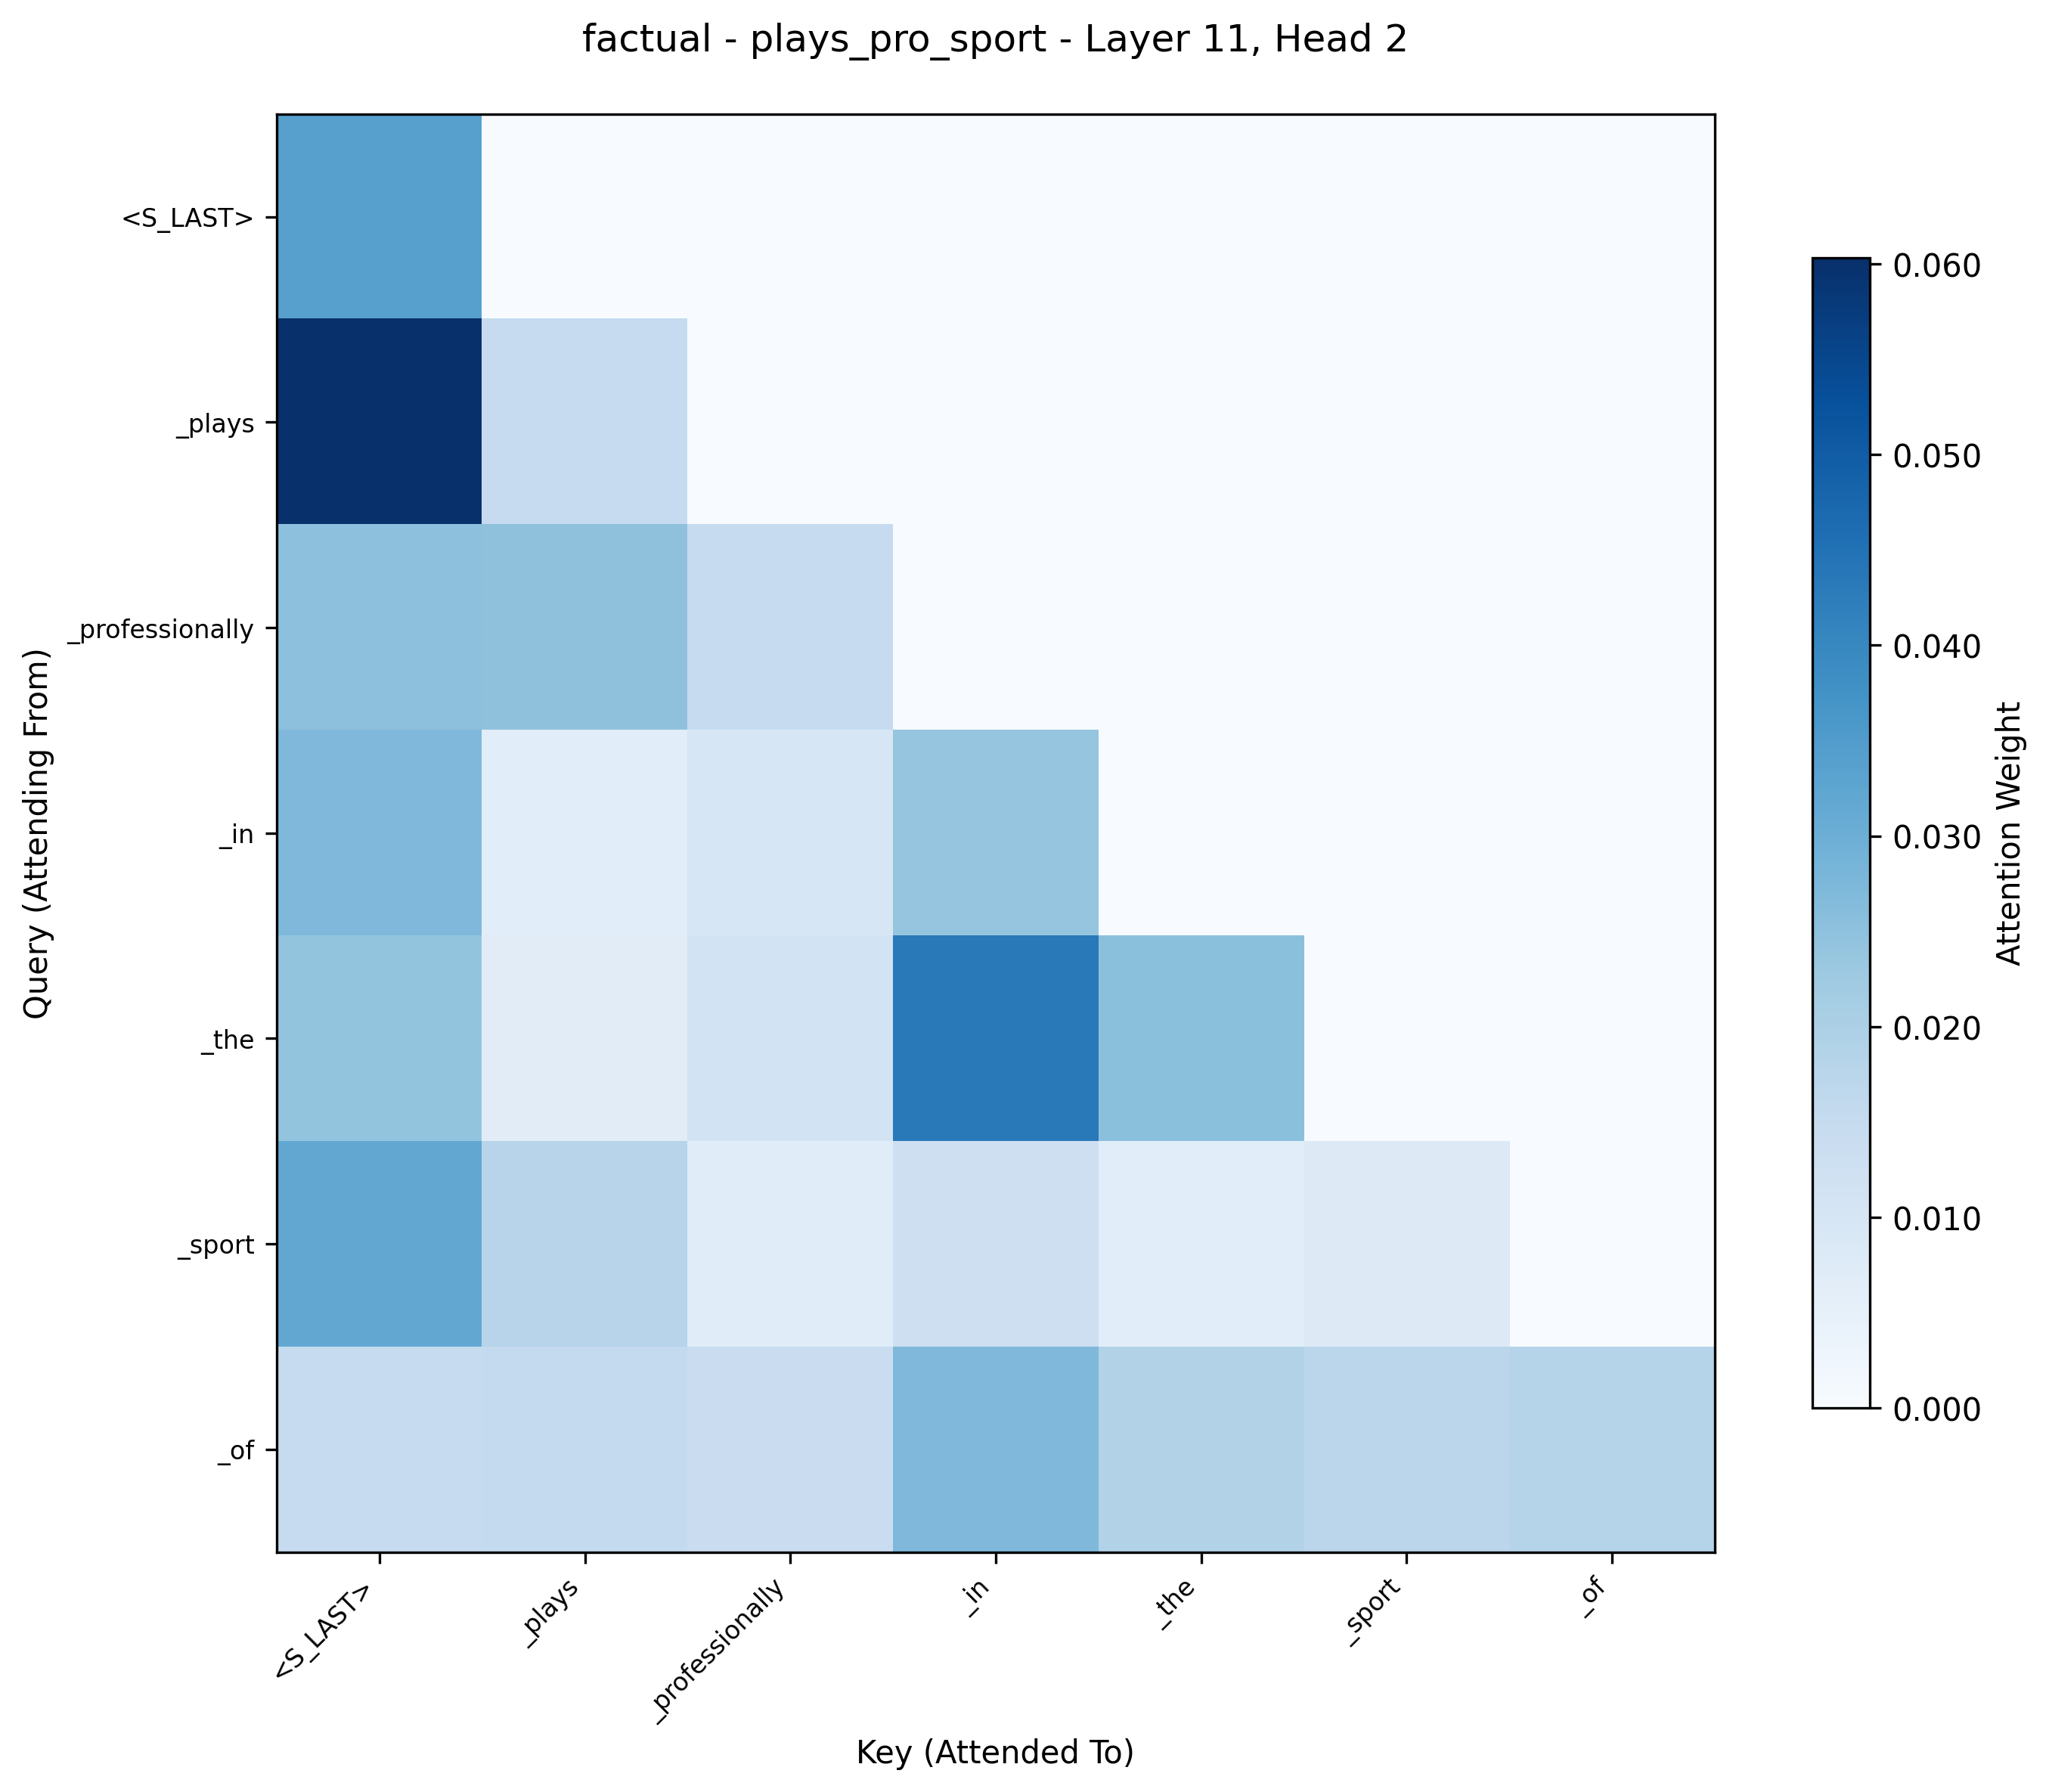 factual - plays_pro_sport - Layer 11, Head 2
Query (Attending From)
<S_LAST>
_plays
_professionally
_in
_the
_sport
_of
<S_LAST>
_plays
_professionally
_in
_the
_sport
_of
Key (Attended To)
0.060
0.050
0.040
0.030
0.020
0.010
0.000
Attention Weight